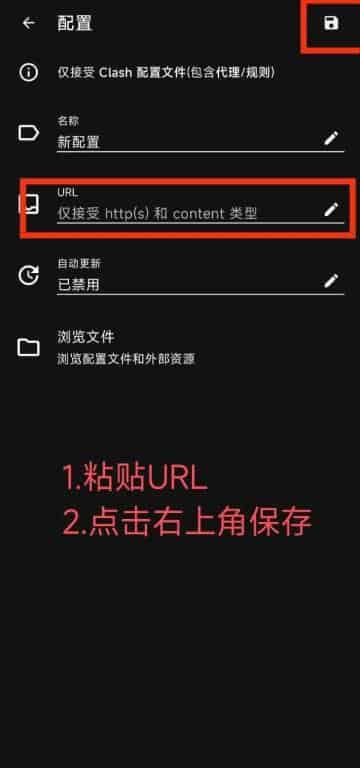 配置
仅接受 Clash 配置文件(包含代理/规则)
名称
新配置
URL
仅接受 http(s) 和 content 类型
自动更新
已禁用
浏览文件
浏览配置文件和外部资源
1.粘贴URL
2.点击右上角保存